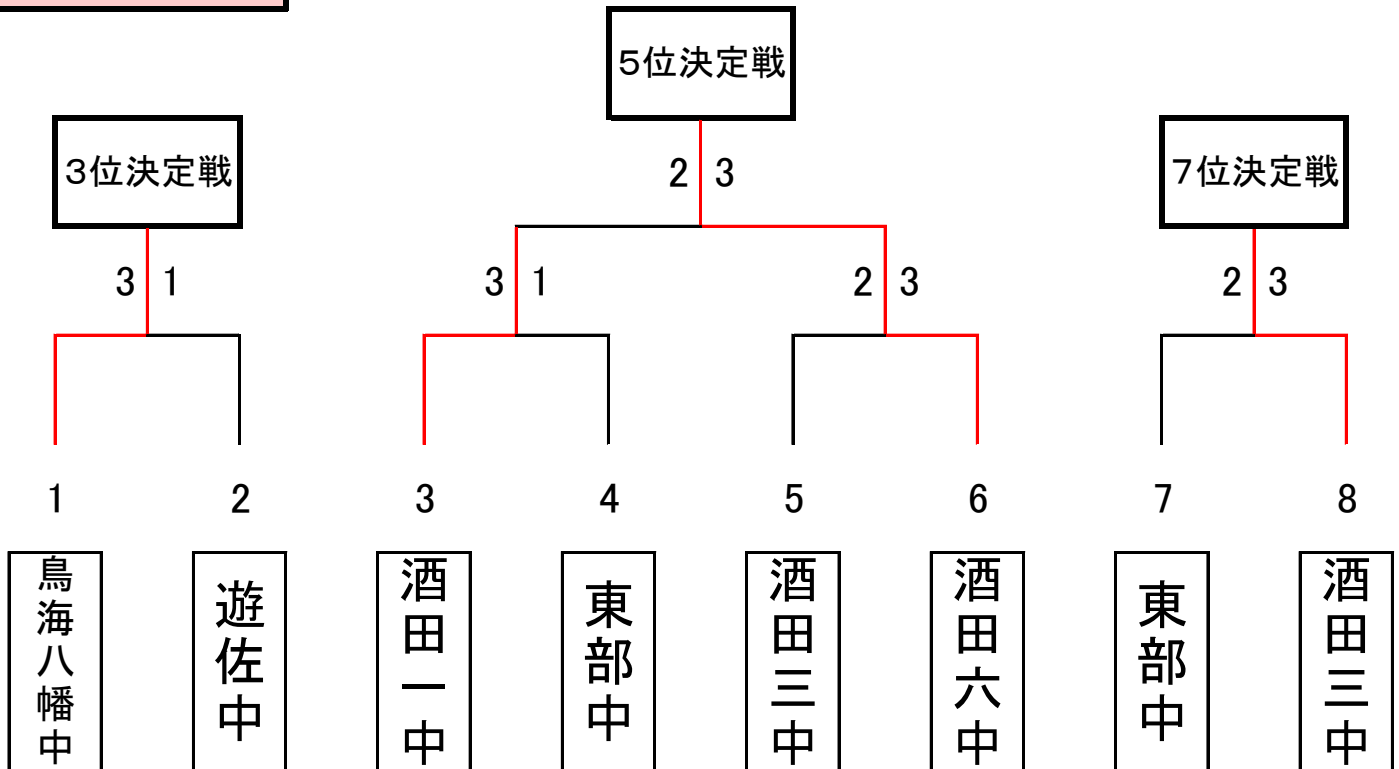 5位決定戦
3位決定戦
7位決定戦
2 3
3 1
3 1
2 3
2 3
1 2 3 4 5 6 7 8
鳥海八幡中
遊佐中
酒田一中
東部中
酒田三中
酒田六中
東部中
酒田三中